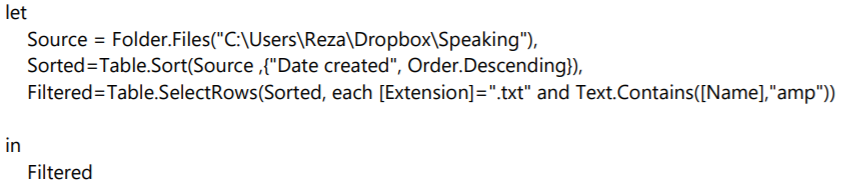 let
Source = Folder.Files("C:\Users\Reza\Dropbox\Speaking"),
Sorted=Table.Sort(Source ,{"Date created", Order.Descending}),
Filtered=Table.SelectRows(Sorted, each [Extension]=".txt" and Text.Contains([Name],"amp"))
in
Filtered